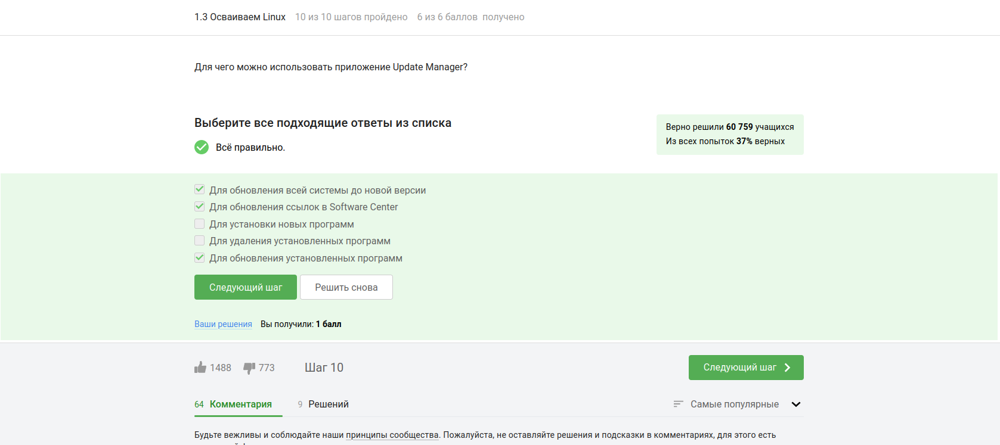 1.3 Осваиваем Linux 10 из 10 шагов пройдено 6 из 6 баллов получено
Для чего можно использовать приложение Update Manager?
Выберите все подходящие ответы из списка
Всё правильно.
Верно решили 60 759 учащихся
Из всех попыток 37% верных
Для обновления всей системы до новой версии
Для обновления ссылок в Software Center
Для установки новых программ
Для удаления установленных программ
Для обновления установленных программ
Следующий шаг Решить снова
Ваши решения Вы получили: 1 балл
1488 773 Шаг 10 Следующий шаг
64 Комментария 9 Решений Самые популярные
Будьте вежливы и соблюдайте наши принципы сообщества. Пожалуйста, не оставляйте решения и подсказки в комментариях, для этого есть